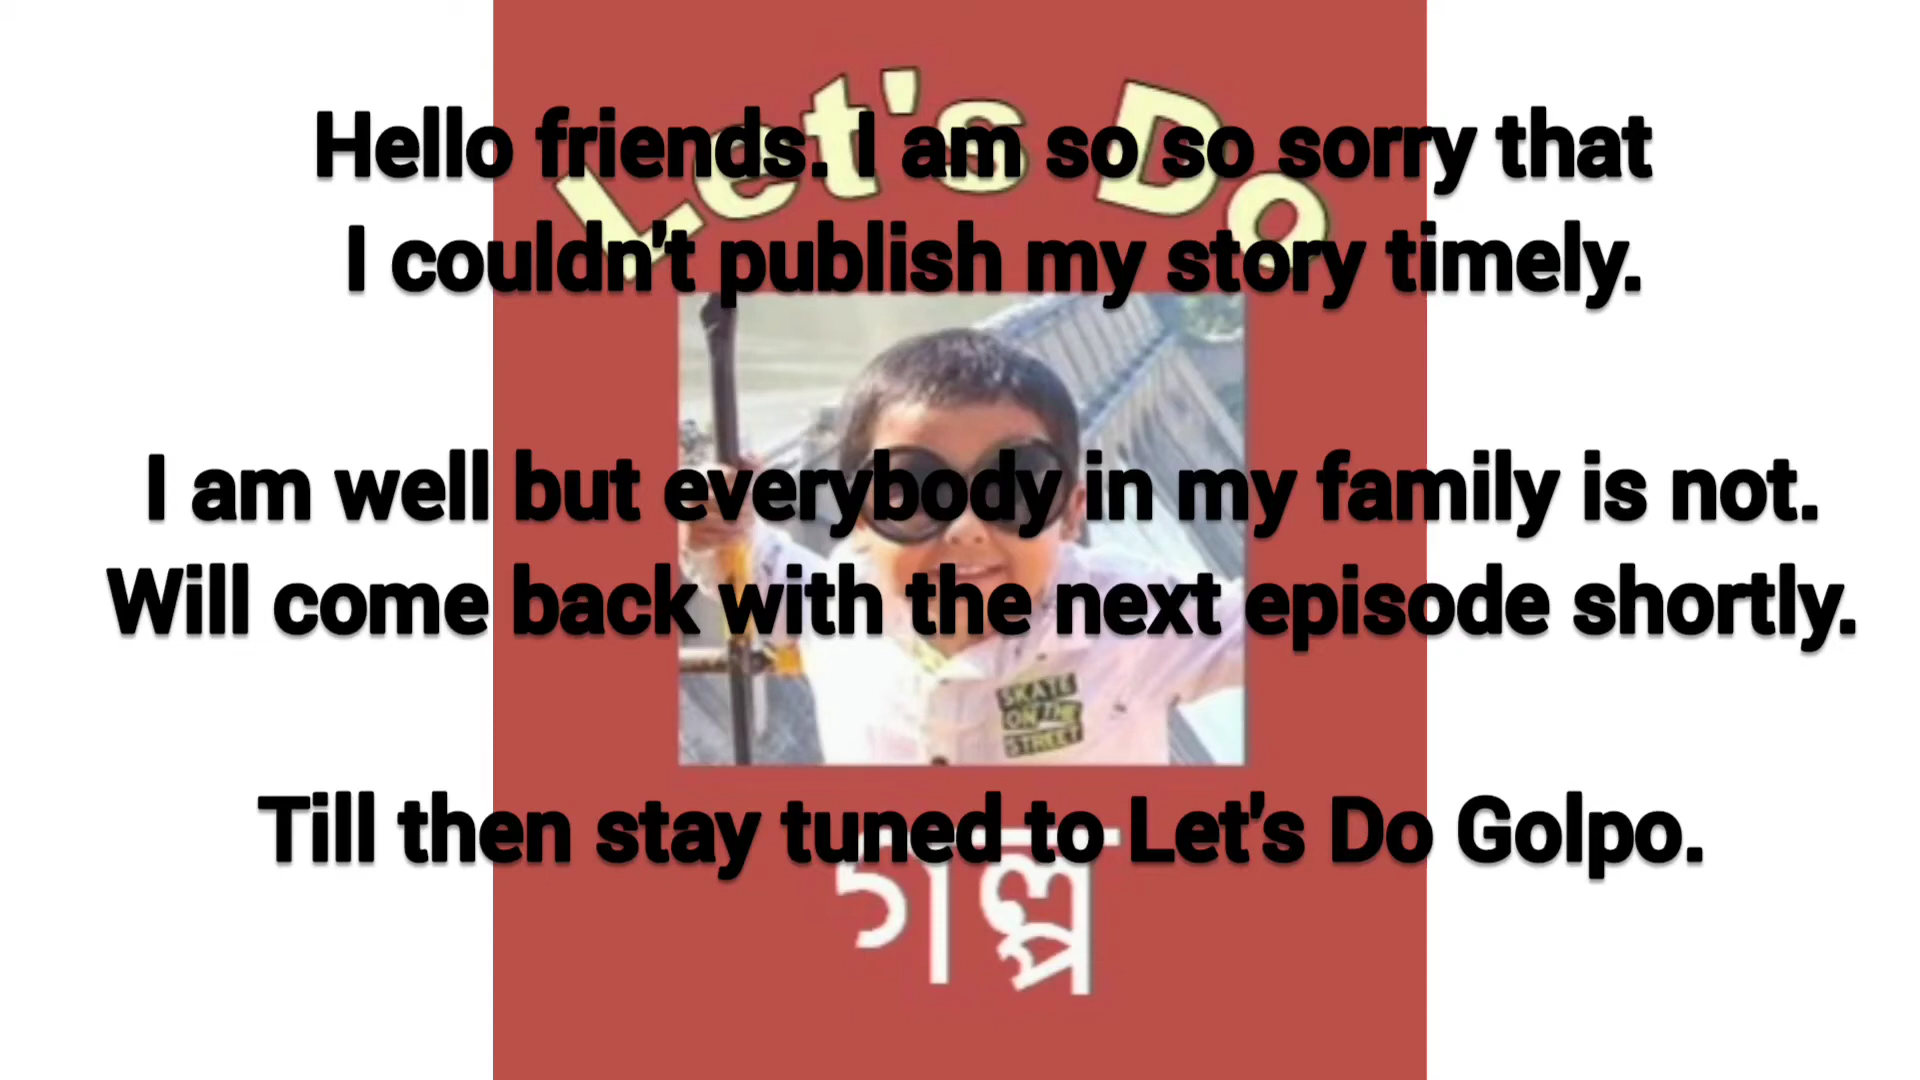 Let's Do
Hello friends. I am so so sorry that
I couldn't publish my story timely.
I am well but everybody in my family is not.
Will come back with the next episode shortly.
SKATE
ON THE
STREET
Till then stay tuned to Let's Do Golpo.
গল্প